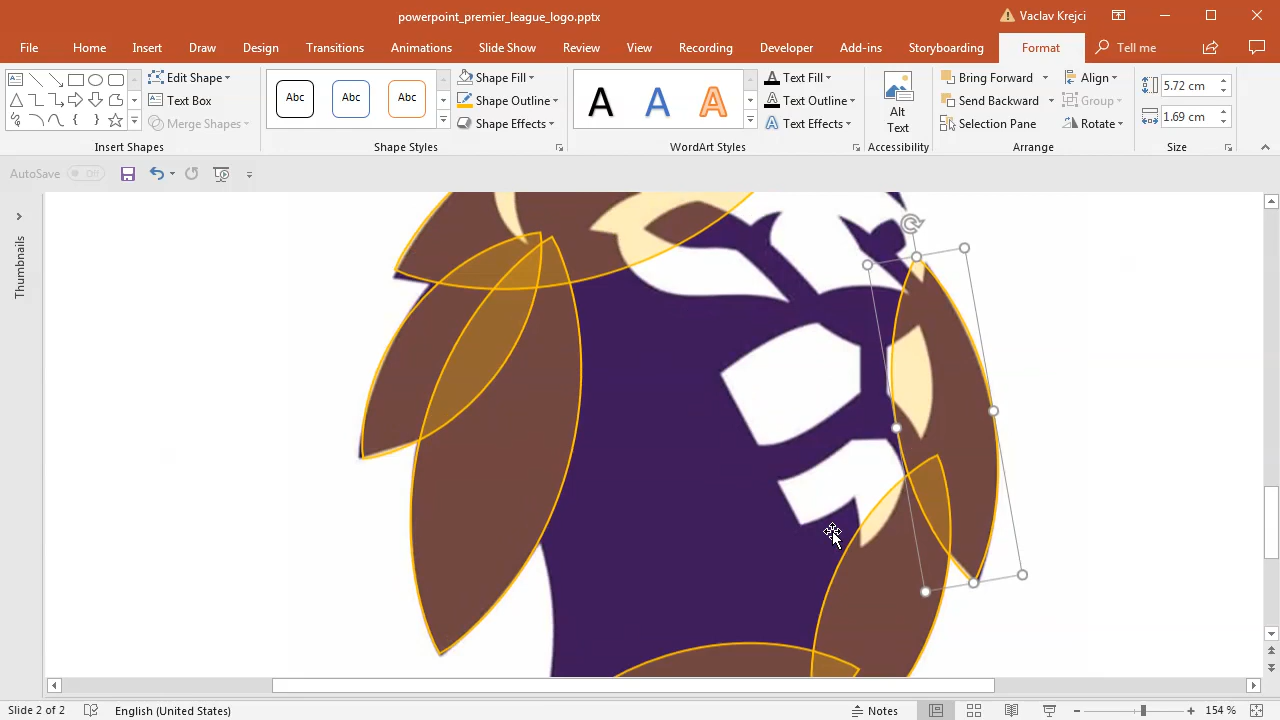 powerpoint_premier_league_logo.pptx
Vaclav Krejci
File Home Insert Draw Design Transitions Animations Slide Show Review View Recording Developer Add-ins Storyboarding Format Tell me
Edit Shape
Text Box
Merge Shapes
Insert Shapes
Abc Abc Abc
Shape Fill
Shape Outline
Shape Effects
Shape Styles
A A A
Text Fill
Text Outline
Text Effects
WordArt Styles
Alt
Text
Accessibility
Bring Forward
Send Backward
Selection Pane
Align
Group
Rotate
Arrange
5.72 cm
1.69 cm
Size
AutoSave Off
Thumbnails
Slide 2 of 2 English (United States) Notes 154 %